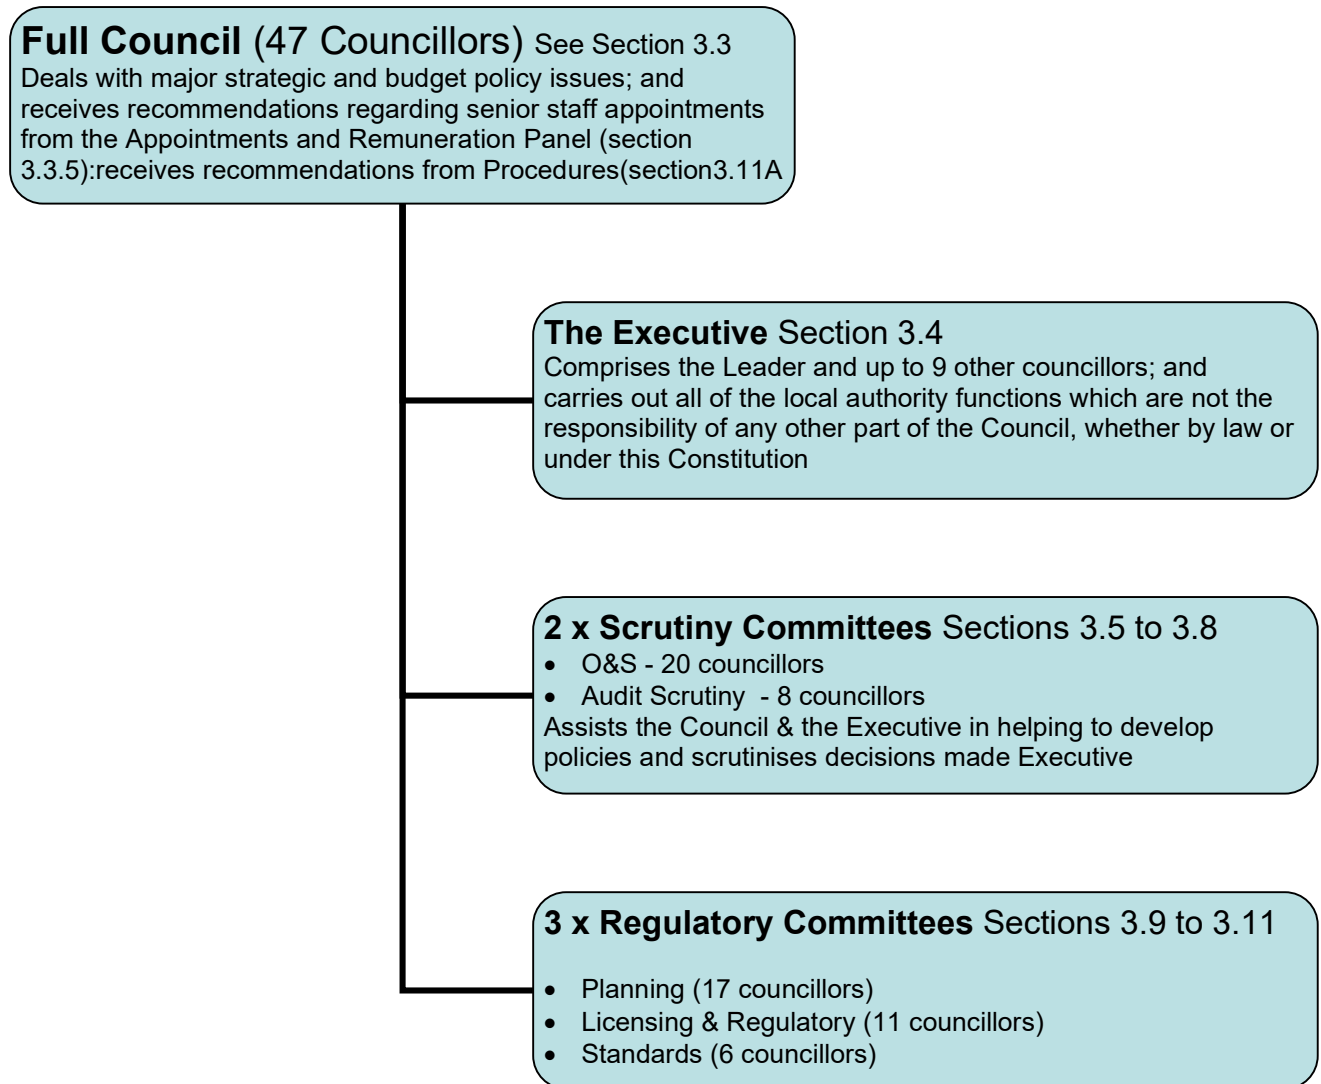 Full Council (47 Councillors) See Section 3.3
Deals with major strategic and budget policy issues; and
receives recommendations regarding senior staff appointments
from the Appointments and Remuneration Panel (section
3.3.5):receives recommendations from Procedures(section3.11A
The Executive Section 3.4
Comprises the Leader and up to 9 other councillors; and
carries out all of the local authority functions which are not the
responsibility of any other part of the Council, whether by law or
under this Constitution
2 x Scrutiny Committees Sections 3.5 to 3.8
• O&S - 20 councillors
• Audit Scrutiny - 8 councillors
Assists the Council & the Executive in helping to develop
policies and scrutinises decisions made Executive
3 x Regulatory Committees Sections 3.9 to 3.11
• Planning (17 councillors)
• Licensing & Regulatory (11 councillors)
• Standards (6 councillors)